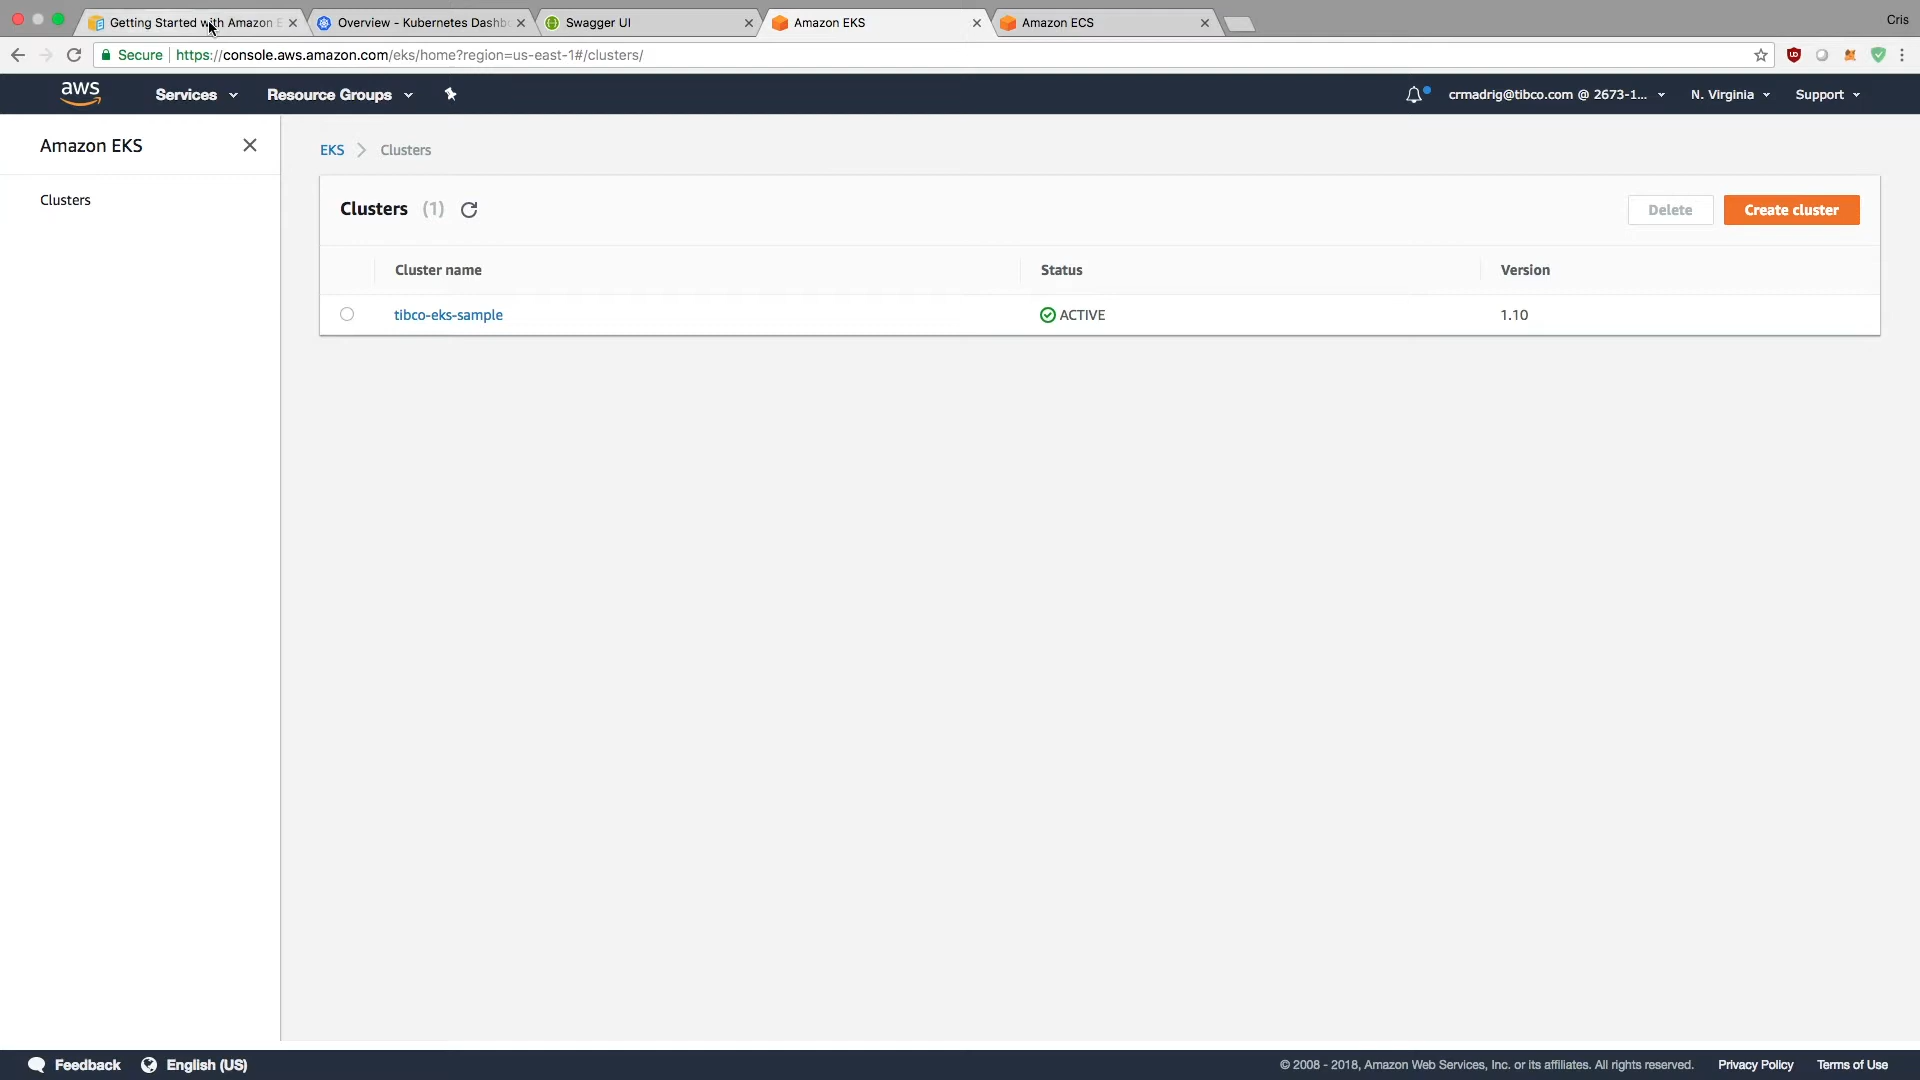 Getting Started with Amazon E
Overview - Kubernetes Dashbo
Swagger UI
Amazon EKS
Amazon ECS
Cris
Secure https://console.aws.amazon.com/eks/home?region=us-east-1#/clusters/
aws
Services
Resource Groups
crmadrig@tibco.com @ 2673-1...
N. Virginia
Support
Amazon EKS
Clusters
EKS Clusters
Clusters (1)
Delete
Create cluster
Cluster name Status Version
tibco-eks-sample ACTIVE 1.10
Feedback English (US)
© 2008 - 2018, Amazon Web Services, Inc. or its affiliates. All rights reserved. Privacy Policy Terms of Use